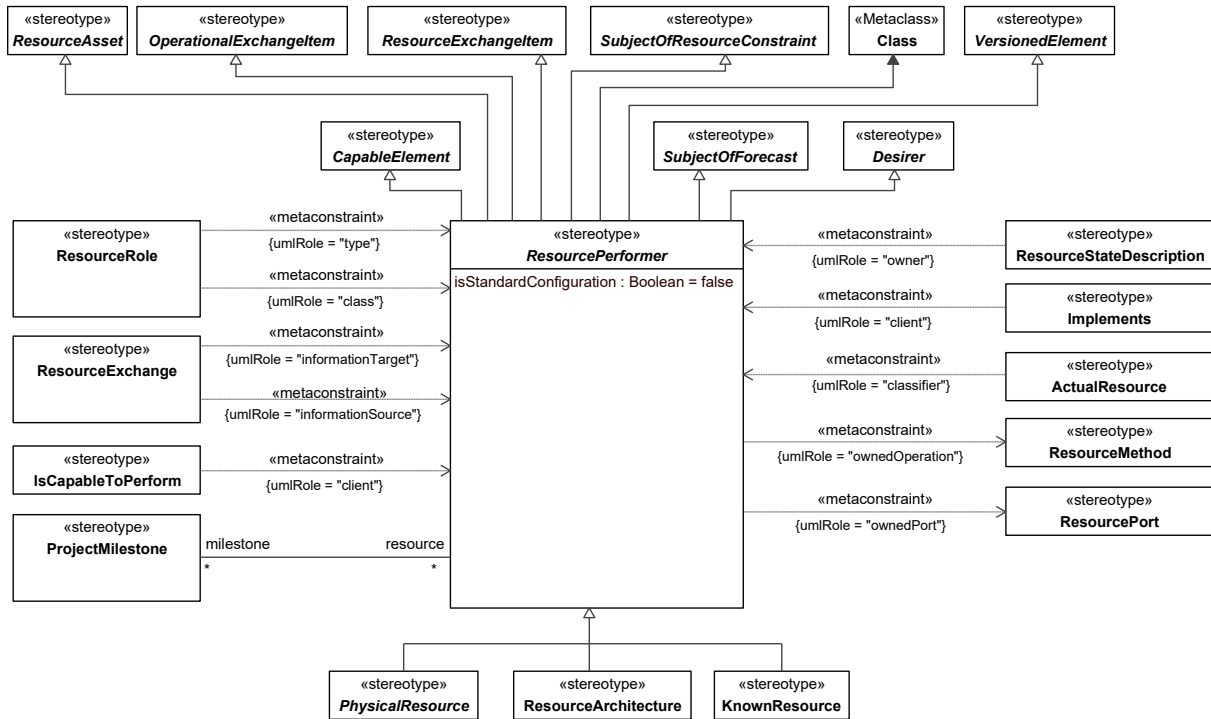 «stereotype»
ResourceAsset
«stereotype»
OperationalExchangeItem
«stereotype»
ResourceExchangeItem
«stereotype»
SubjectOfResourceConstraint
«Metaclass»
Class
«stereotype»
VersionedElement
«stereotype»
CapableElement
«stereotype»
SubjectOfForecast
«stereotype»
Desirer
«stereotype»
ResourceRole
«metaconstraint»
{umlRole = "type"}
«metaconstraint»
{umlRole = "class"}
«stereotype»
ResourceExchange
«metaconstraint»
{umlRole = "informationTarget"}
«metaconstraint»
{umlRole = "informationSource"}
«stereotype»
IsCapableToPerform
«metaconstraint»
{umlRole = "client"}
«stereotype»
ProjectMilestone
milestone
*
resource
*
«stereotype»
ResourcePerformer
isStandardConfiguration : Boolean = false
«metaconstraint»
{umlRole = "owner"}
«stereotype»
ResourceStateDescription
«metaconstraint»
{umlRole = "client"}
«stereotype»
Implements
«metaconstraint»
{umlRole = "classifier"}
«stereotype»
ActualResource
«metaconstraint»
{umlRole = "ownedOperation"}
«stereotype»
ResourceMethod
«metaconstraint»
{umlRole = "ownedPort"}
«stereotype»
ResourcePort
«stereotype»
PhysicalResource
«stereotype»
ResourceArchitecture
«stereotype»
KnownResource